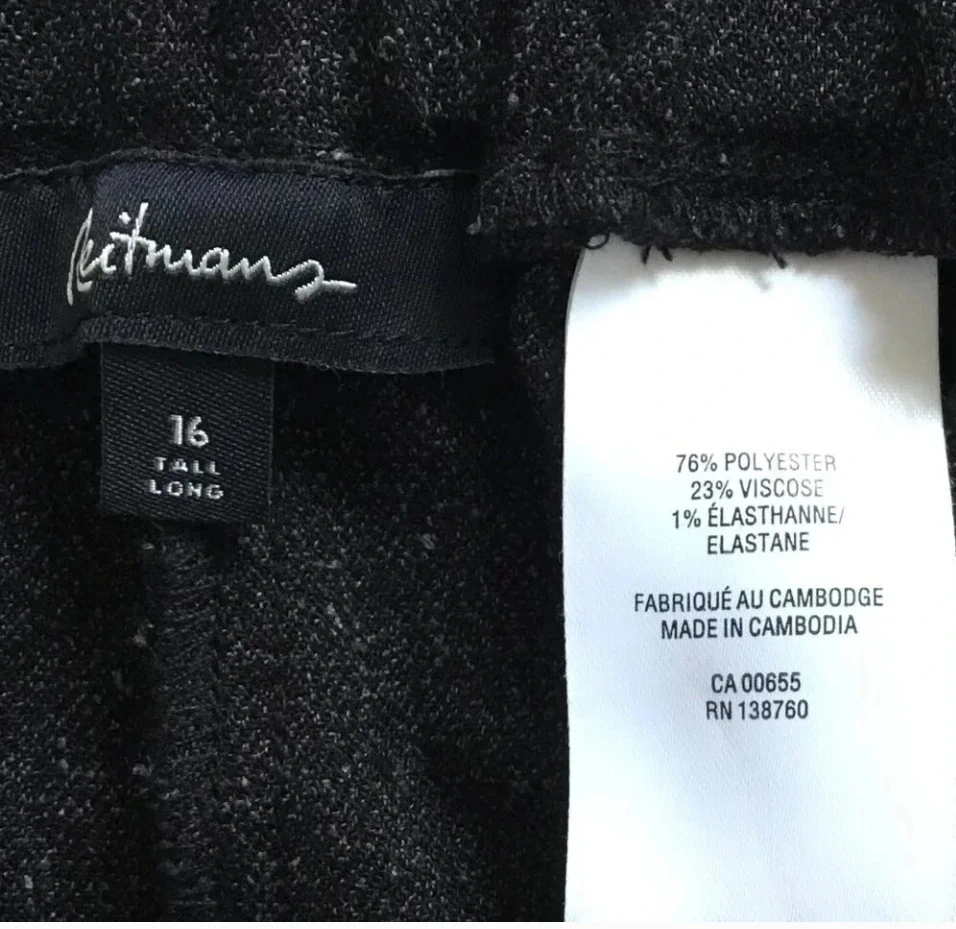 Reitmans
16
TALL
LONG
76% POLYESTER
23% VISCOSE
1% ÉLASTHANNE/
ELASTANE
FABRIQUÉ AU CAMBODGE
MADE IN CAMBODIA
CA 00655
RN 138760